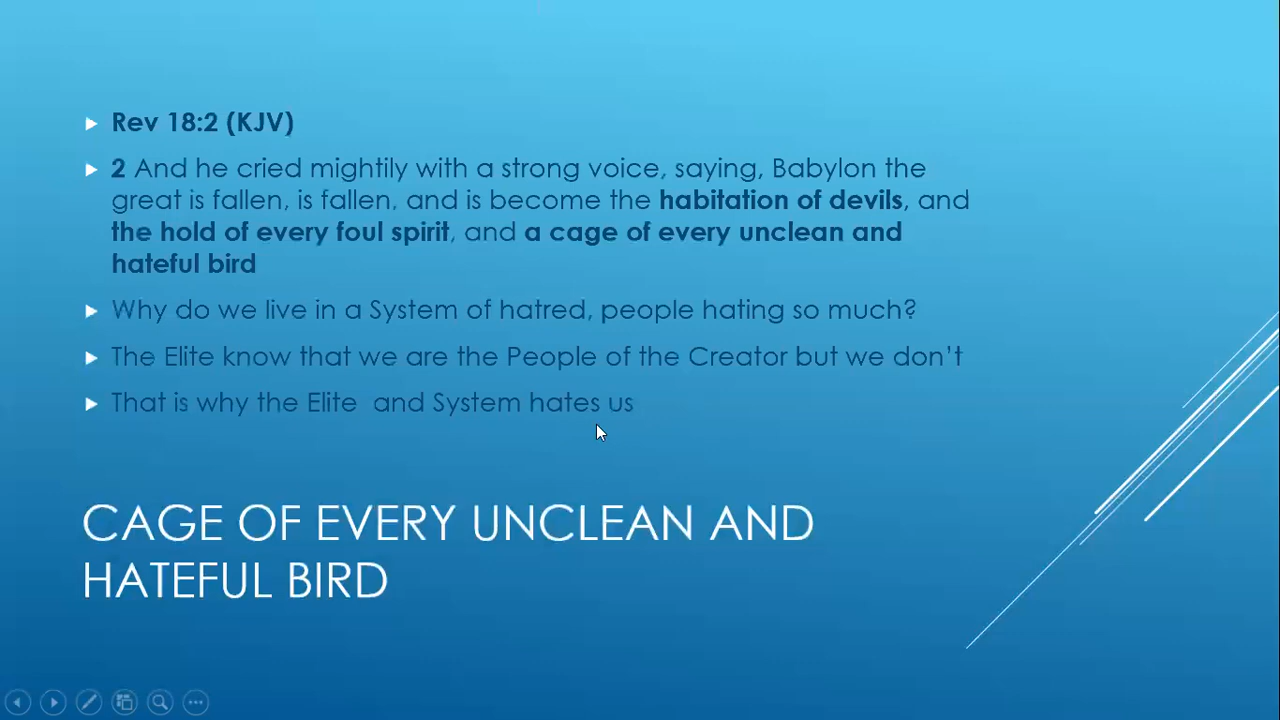 Rev 18:2 (KJV)
2 And he cried mightily with a strong voice, saying, Babylon the
great is fallen, is fallen, and is become the habitation of devils, and
the hold of every foul spirit, and a cage of every unclean and
hateful bird
Why do we live in a System of hatred, people hating so much?
The Elite know that we are the People of the Creator but we don't
That is why the Elite  and System hates us
CAGE OF EVERY UNCLEAN AND
HATEFUL BIRD